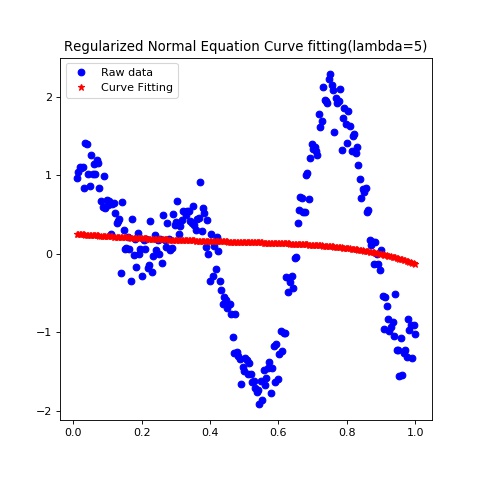 Regularized Normal Equation Curve fitting(lambda=5)
Raw data
Curve Fitting
2
1
0
−1
−2
0.0 0.2 0.4 0.6 0.8 1.0